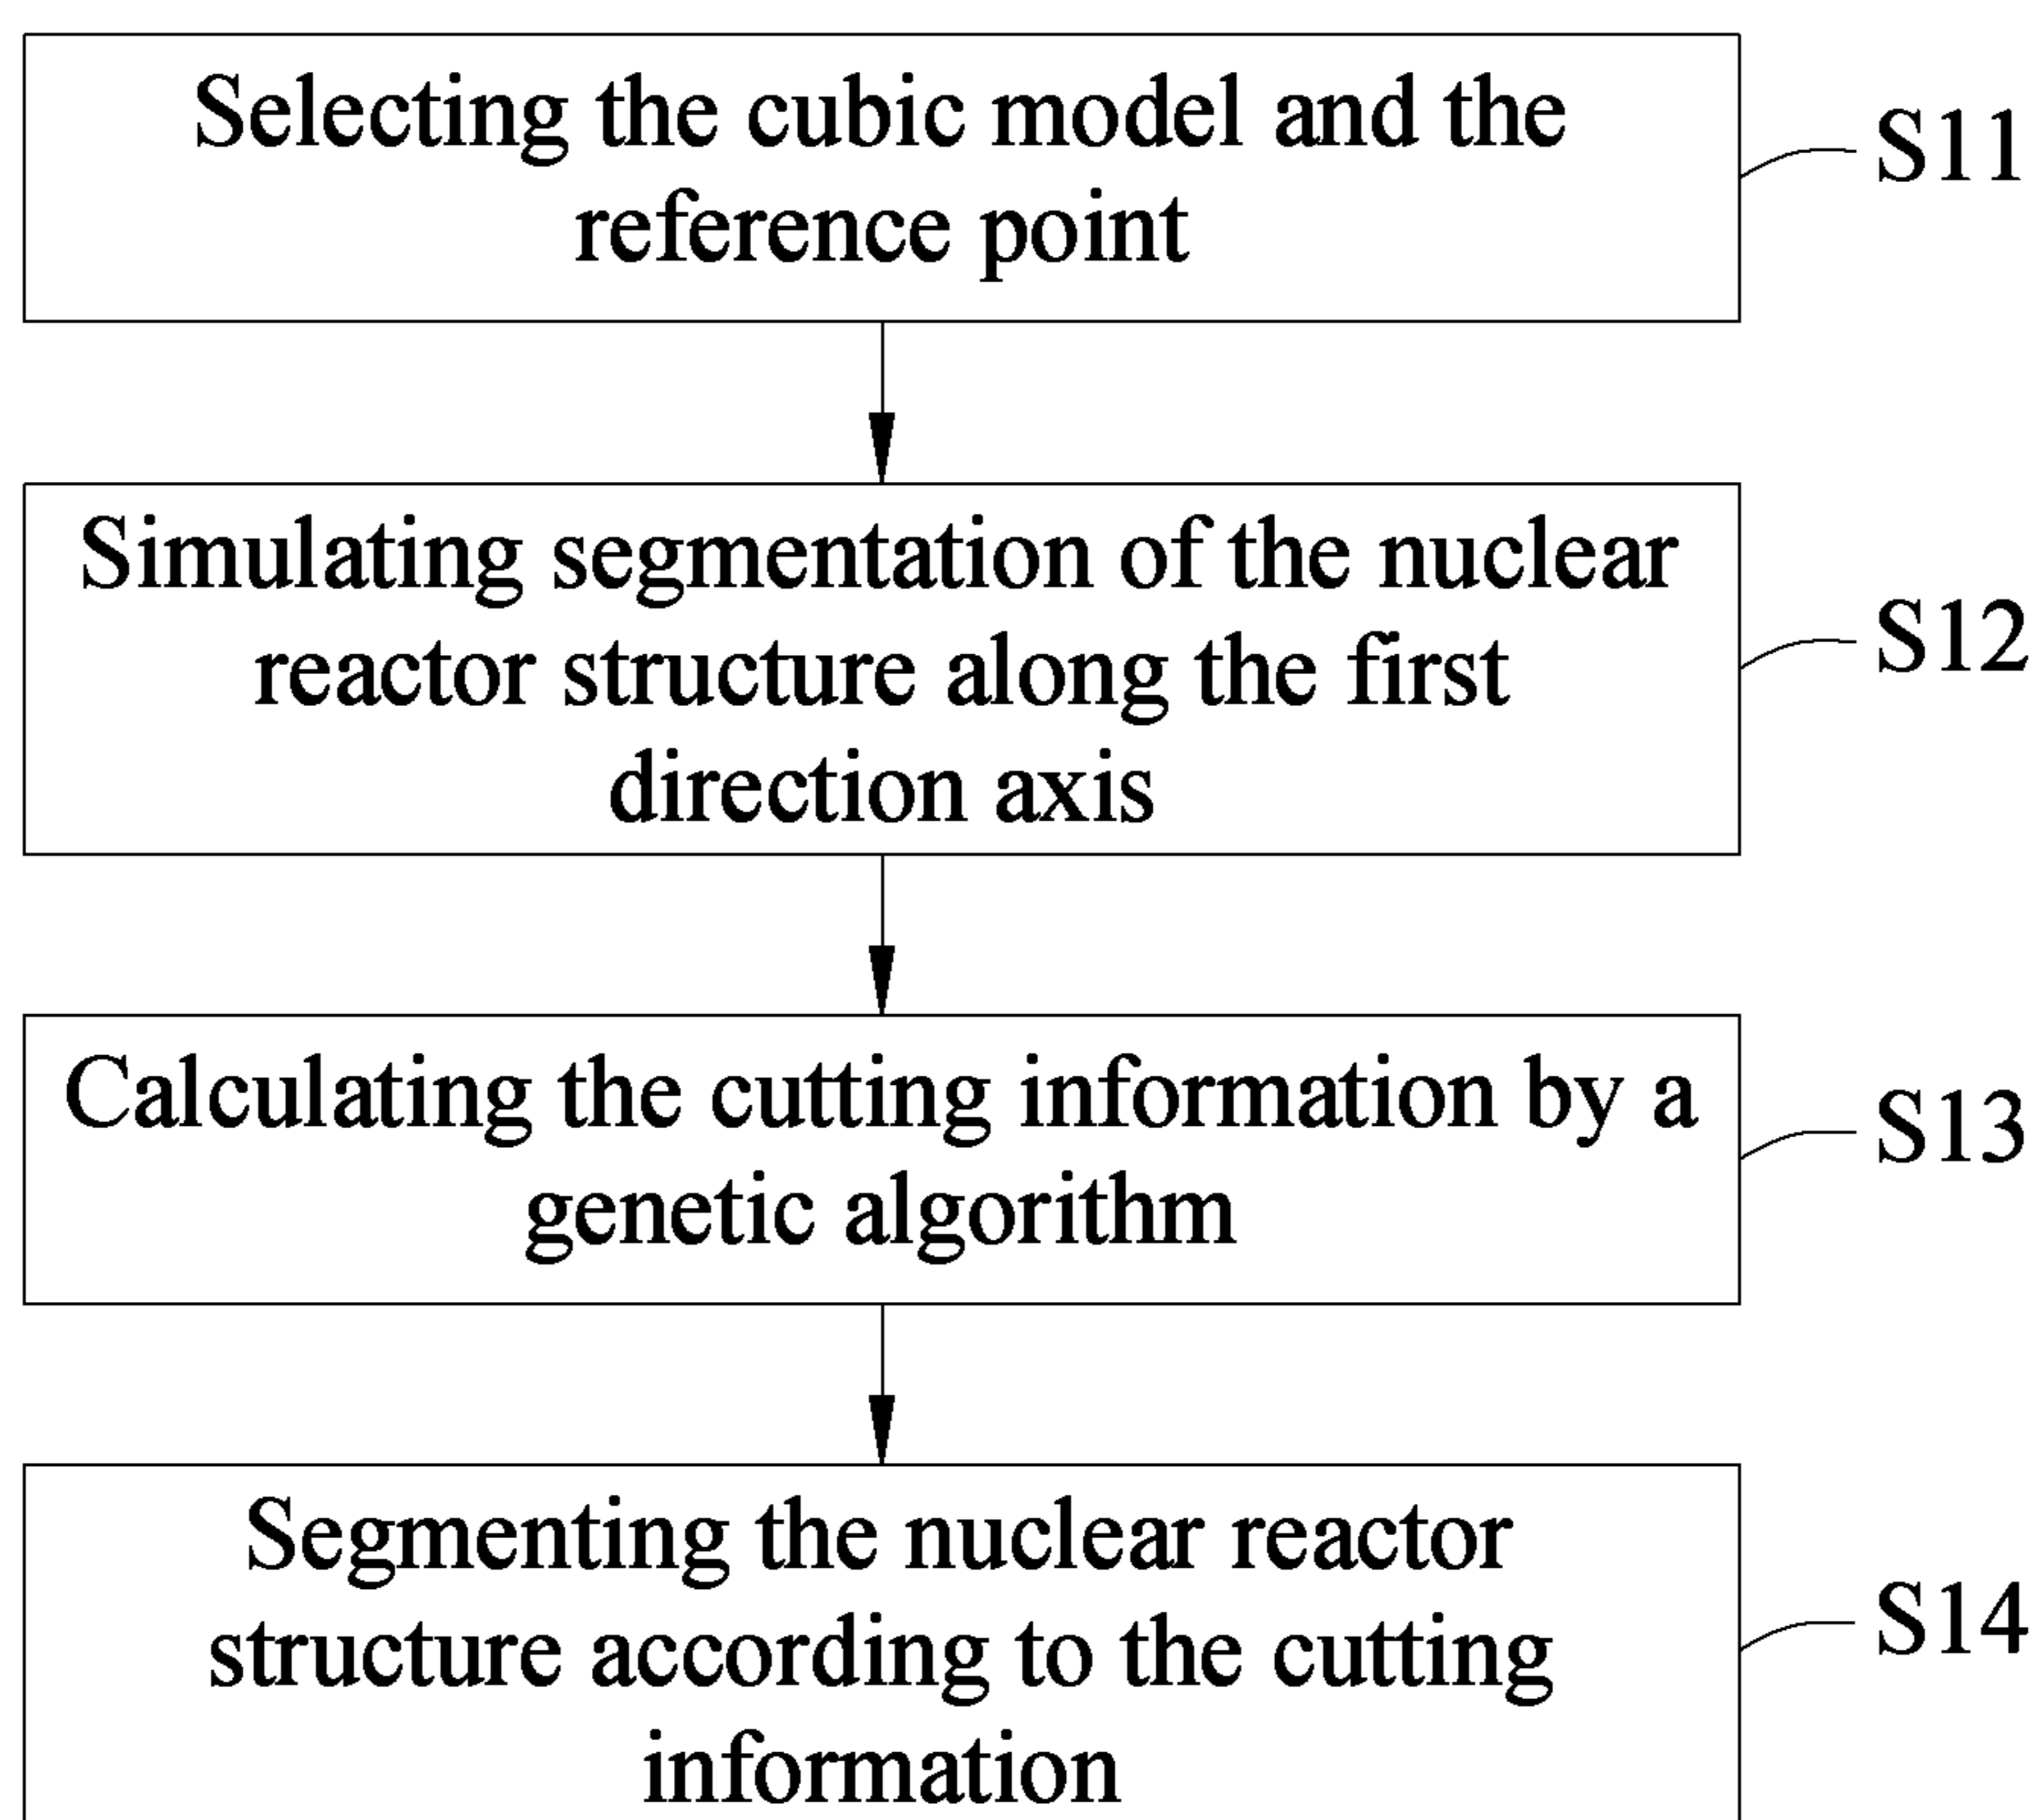 Selecting the cubic model and the
reference point
S11
Simulating segmentation of the nuclear
reactor structure along the first
direction axis
S12
Calculating the cutting information by a
genetic algorithm
S13
Segmenting the nuclear reactor
structure according to the cutting
information
S14